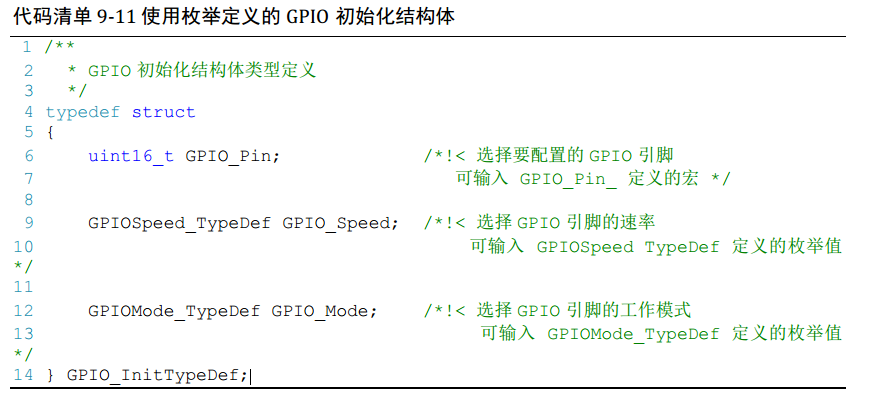 代码清单 9-11 使用枚举定义的 GPIO 初始化结构体
1 /**
2 * GPIO 初始化结构体类型定义
3 */
4 typedef struct
5 {
6 uint16_t GPIO_Pin; /*!< 选择要配置的 GPIO 引脚
7 可输入 GPIO_Pin_ 定义的宏 */
8
9 GPIOSpeed_TypeDef GPIO_Speed; /*!< 选择 GPIO 引脚的速率
10 可输入 GPIOSpeed TypeDef 定义的枚举值
*/
11
12 GPIOMode_TypeDef GPIO_Mode; /*!< 选择 GPIO 引脚的工作模式
13 可输入 GPIOMode_TypeDef 定义的枚举值
*/
14 } GPIO_InitTypeDef;